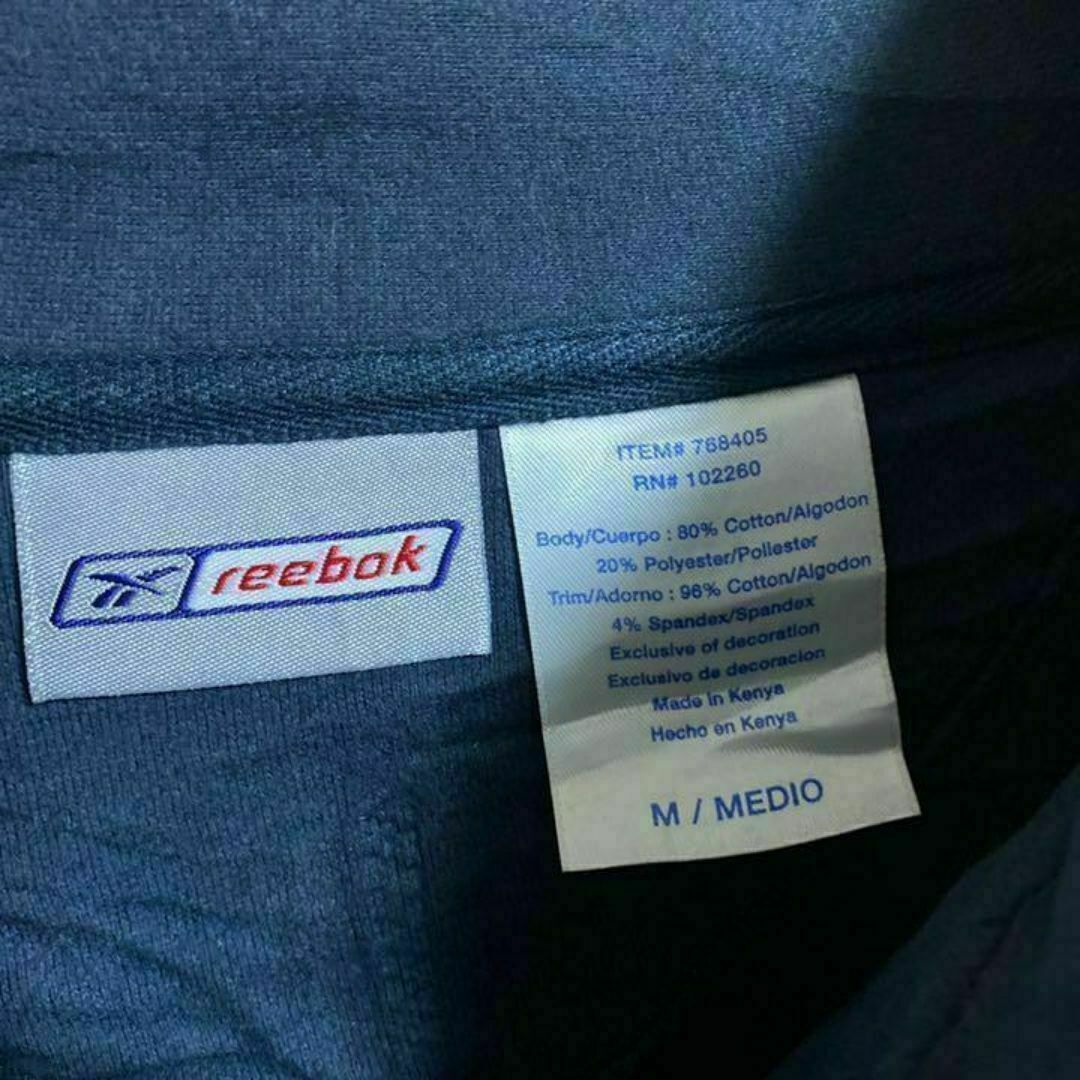 reebok
ITEM# 768405
RN# 102260
Body/Cuerpo : 80% Cotton/Algodon
20% Polyester/Poliester
Trim/Adorno : 96% Cotton/Algodon
4% Spandex/Spandex
Exclusive of decoration
Exclusivo de decoracion
Made in Kenya
Hecho en Kenya
M / MEDIO